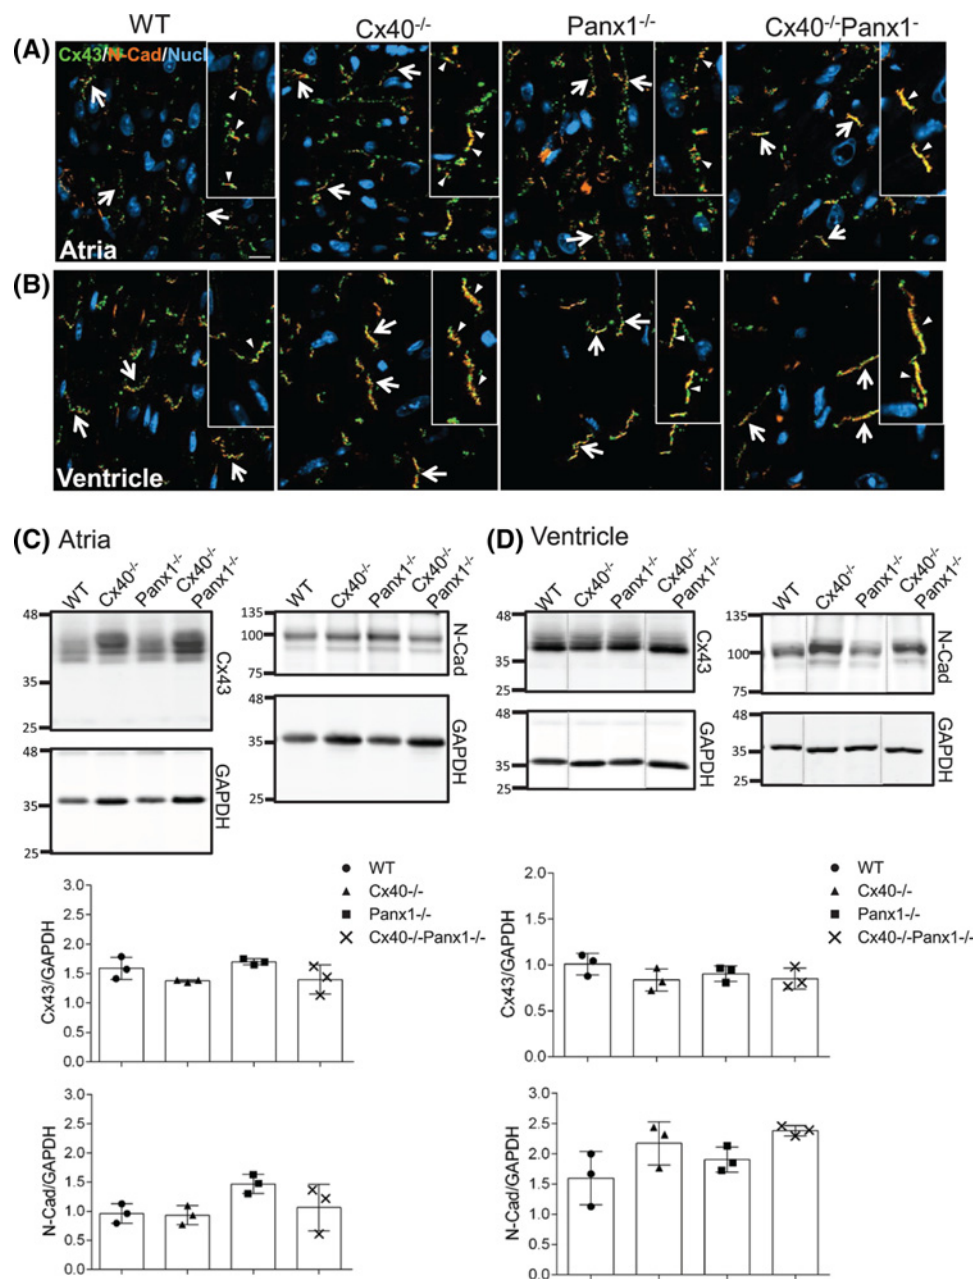 WT Cx40-/- Panx1-/- Cx40-/-Panx1-
(A)
Cx43/N-Cad/Nucl
Atria
(B)
Ventricle
(C) Atria
WT Cx40-/- Panx1-/- Cx40-/- Panx1-/-
48
35
25
Cx43
48
35
25
GAPDH
WT Cx40-/- Panx1-/- Cx40-/- Panx1-/-
135
100
75
N-Cad
48
35
25
GAPDH
(D) Ventricle
WT Cx40-/- Panx1-/- Cx40-/- Panx1-/-
48
35
25
Cx43
48
35
25
GAPDH
WT Cx40-/- Panx1-/- Cx40-/- Panx1-/-
135
100
75
N-Cad
48
35
25
GAPDH
Cx43/GAPDH
3.0
2.5
2.0
1.5
1.0
0.5
0.0
WT
Cx40-/-
Panx1-/-
Cx40-/-Panx1-/-
Cx43/GAPDH
2.0
1.5
1.0
0.5
0.0
WT
Cx40-/-
Panx1-/-
Cx40-/-Panx1-/-
N-Cad/GAPDH
3.0
2.5
2.0
1.5
1.0
0.5
0.0
N-Cad/GAPDH
3.0
2.5
2.0
1.5
1.0
0.5
0.0